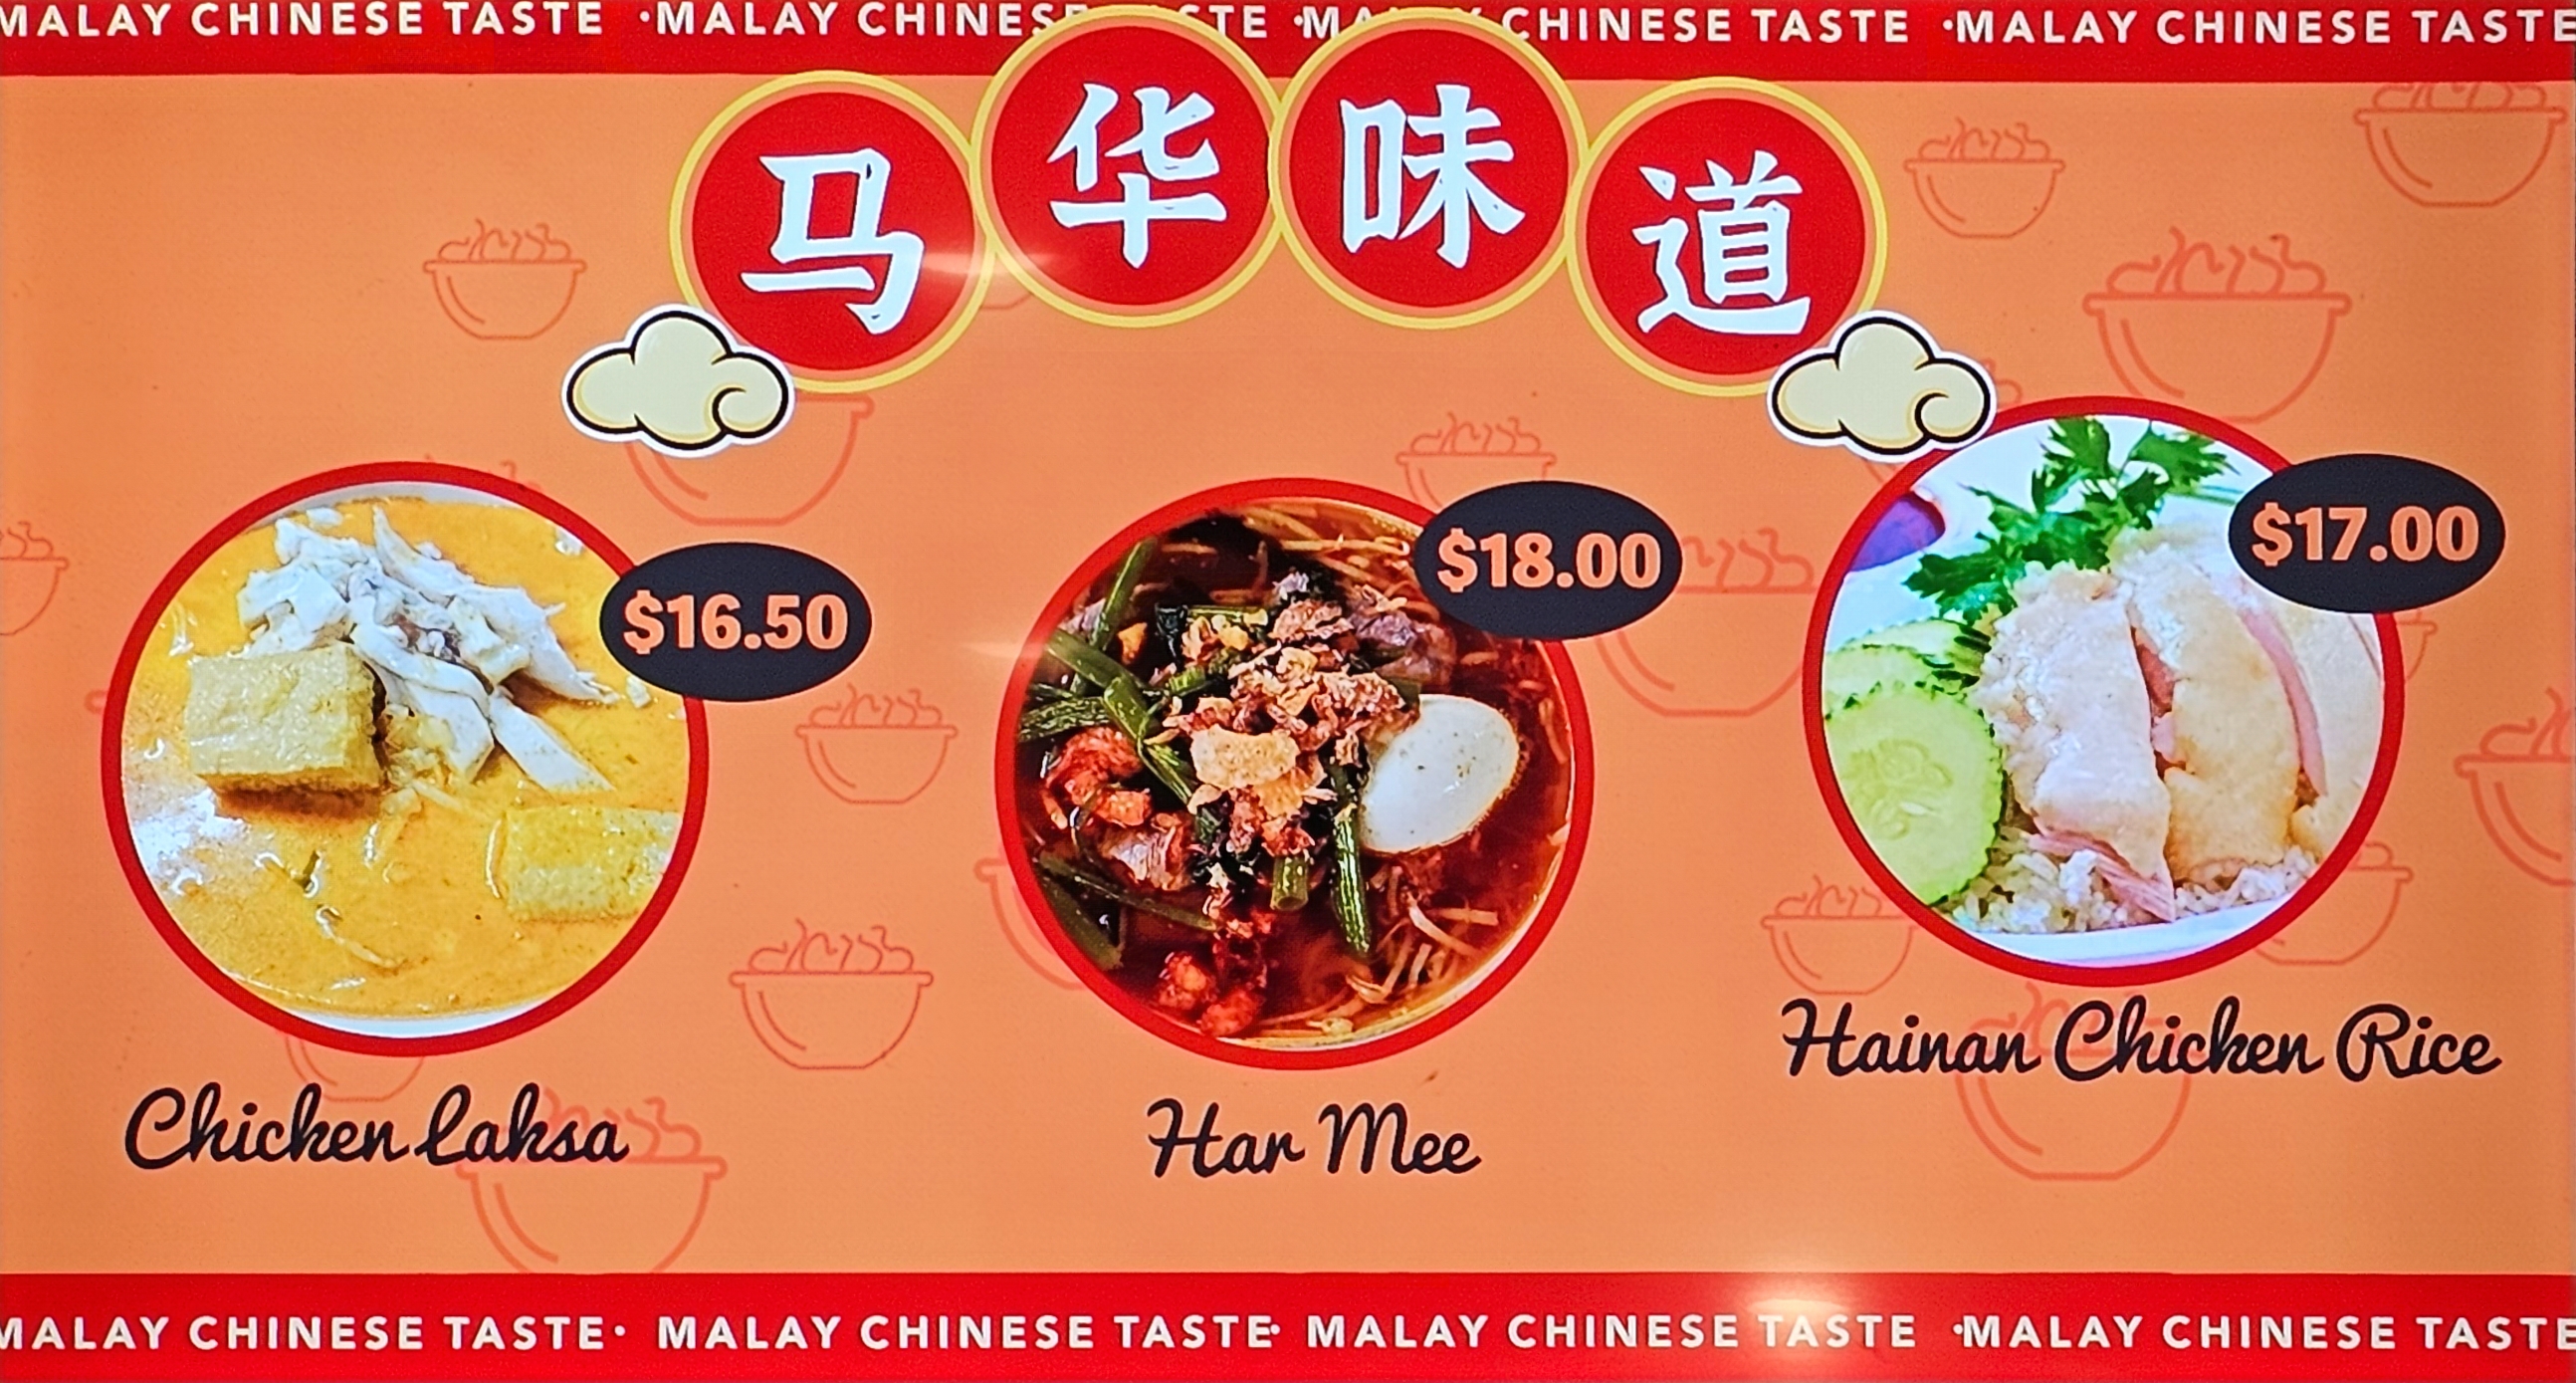 MALAY CHINESE TASTE ·MALAY CHINESE TASTE ·MALAY CHINESE TASTE ·MALAY CHINESE TASTE
马华味道
$16.50
$18.00
$17.00
Chicken Laksa
Har Mee
Hainan Chicken Rice
MALAY CHINESE TASTE· MALAY CHINESE TASTE· MALAY CHINESE TASTE ·MALAY CHINESE TASTE